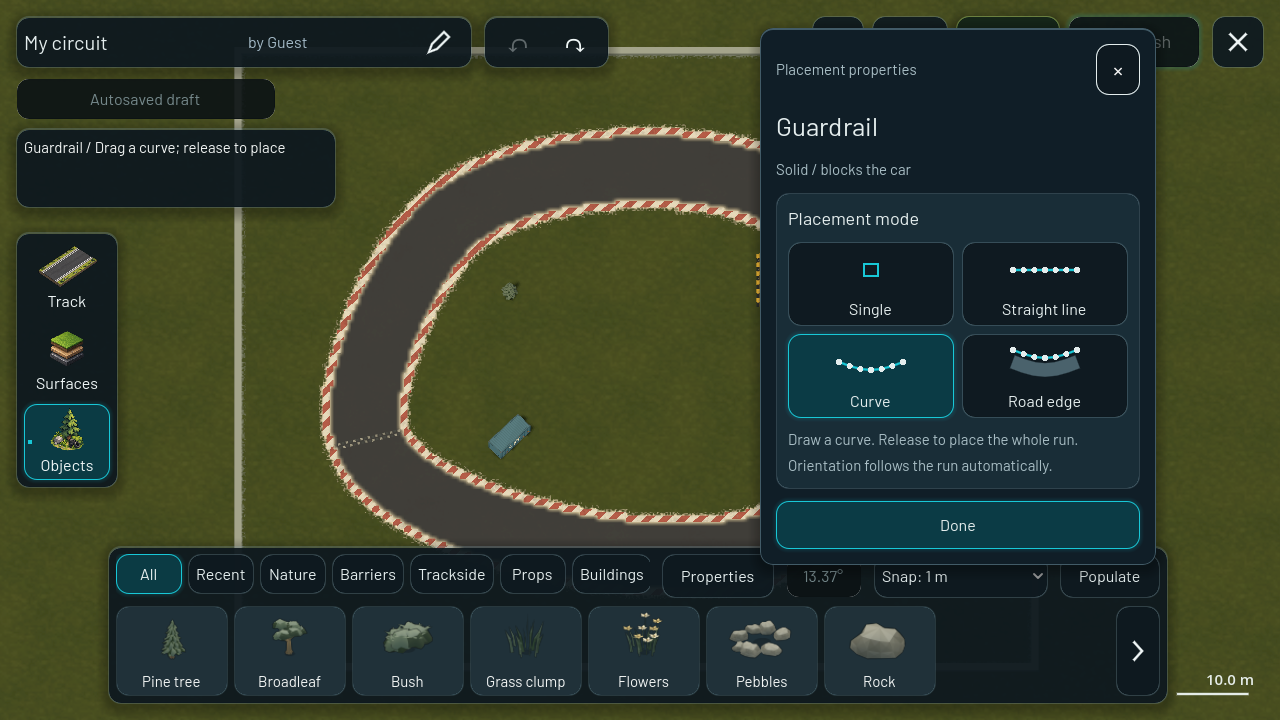 My circuit
by Guest
sh
Autosaved draft
Guardrail / Drag a curve; release to place
Track
Surfaces
Objects
Placement properties
×
Guardrail
Solid / blocks the car
Placement mode
Single
Straight line
Curve
Road edge
Draw a curve. Release to place the whole run.
Orientation follows the run automatically.
Done
All
Recent
Nature
Barriers
Trackside
Props
Buildings
Properties
13.37°
Snap: 1 m
Populate
Pine tree
Broadleaf
Bush
Grass clump
Flowers
Pebbles
Rock
10.0 m